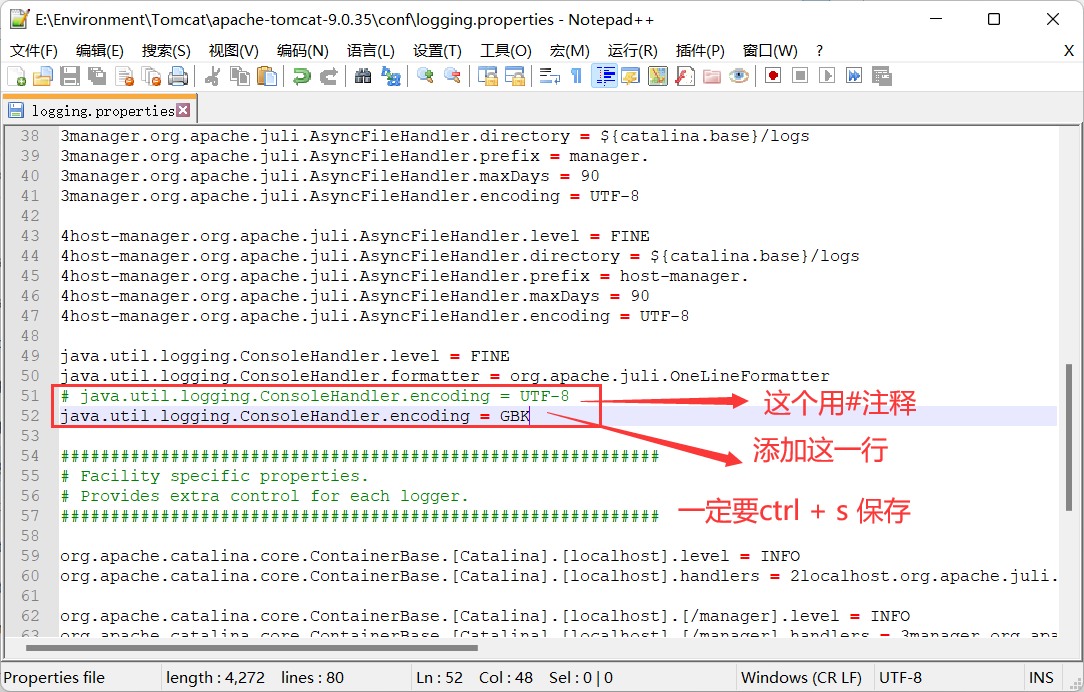 E:\Environment\Tomcat\apache-tomcat-9.0.35\conf\logging.properties - Notepad++
文件(F) 编辑(E) 搜索(S) 视图(V) 编码(N) 语言(L) 设置(T) 工具(O) 宏(M) 运行(R) 插件(P) 窗口(W) ? X
logging.properties
38 3manager.org.apache.juli.AsyncFileHandler.directory = ${catalina.base}/logs
39 3manager.org.apache.juli.AsyncFileHandler.prefix = manager.
40 3manager.org.apache.juli.AsyncFileHandler.maxDays = 90
41 3manager.org.apache.juli.AsyncFileHandler.encoding = UTF-8
42
43 4host-manager.org.apache.juli.AsyncFileHandler.level = FINE
44 4host-manager.org.apache.juli.AsyncFileHandler.directory = ${catalina.base}/logs
45 4host-manager.org.apache.juli.AsyncFileHandler.prefix = host-manager.
46 4host-manager.org.apache.juli.AsyncFileHandler.maxDays = 90
47 4host-manager.org.apache.juli.AsyncFileHandler.encoding = UTF-8
48
49 java.util.logging.ConsoleHandler.level = FINE
50 java.util.logging.ConsoleHandler.formatter = org.apache.juli.OneLineFormatter
51 # java.util.logging.ConsoleHandler.encoding = UTF-8 这个用#注释
52 java.util.logging.ConsoleHandler.encoding = GBK
53 添加这一行
54 ############################################################
55 # Facility specific properties.
56 # Provides extra control for each logger.
57 ############################################################ 一定要ctrl + s 保存
58
59 org.apache.catalina.core.ContainerBase.[Catalina].[localhost].level = INFO
60 org.apache.catalina.core.ContainerBase.[Catalina].[localhost].handlers = 2localhost.org.apache.juli.
61
62 org.apache.catalina.core.ContainerBase.[Catalina].[localhost].[/manager].level = INFO
63 org.apache.catalina.core.ContainerBase.[Catalina].[localhost].[/manager].handlers = 3manager.org.apa
Properties file length : 4,272 lines : 80 Ln : 52 Col : 48 Sel : 0 | 0 Windows (CR LF) UTF-8 INS